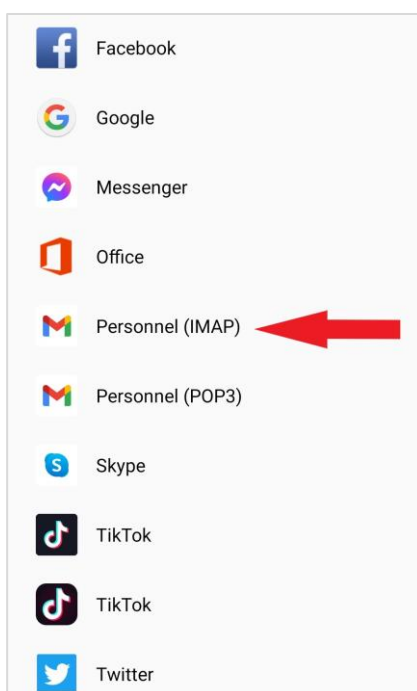 Facebook
Google
Messenger
Office
Personnel (IMAP)
Personnel (POP3)
Skype
TikTok
TikTok
Twitter